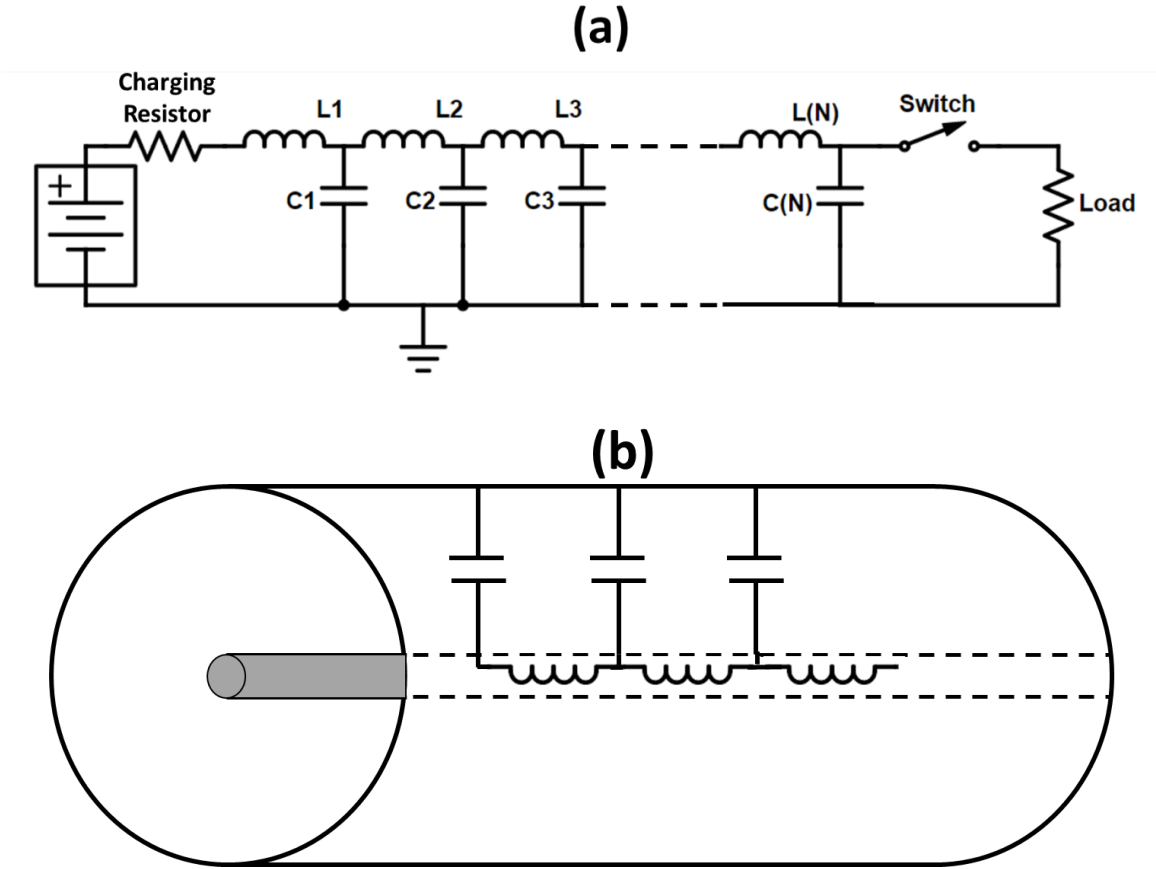 (a)
Charging
Resistor
L1
L2
L3
L(N)
Switch
+
C1
C2
C3
C(N)
Load
(b)